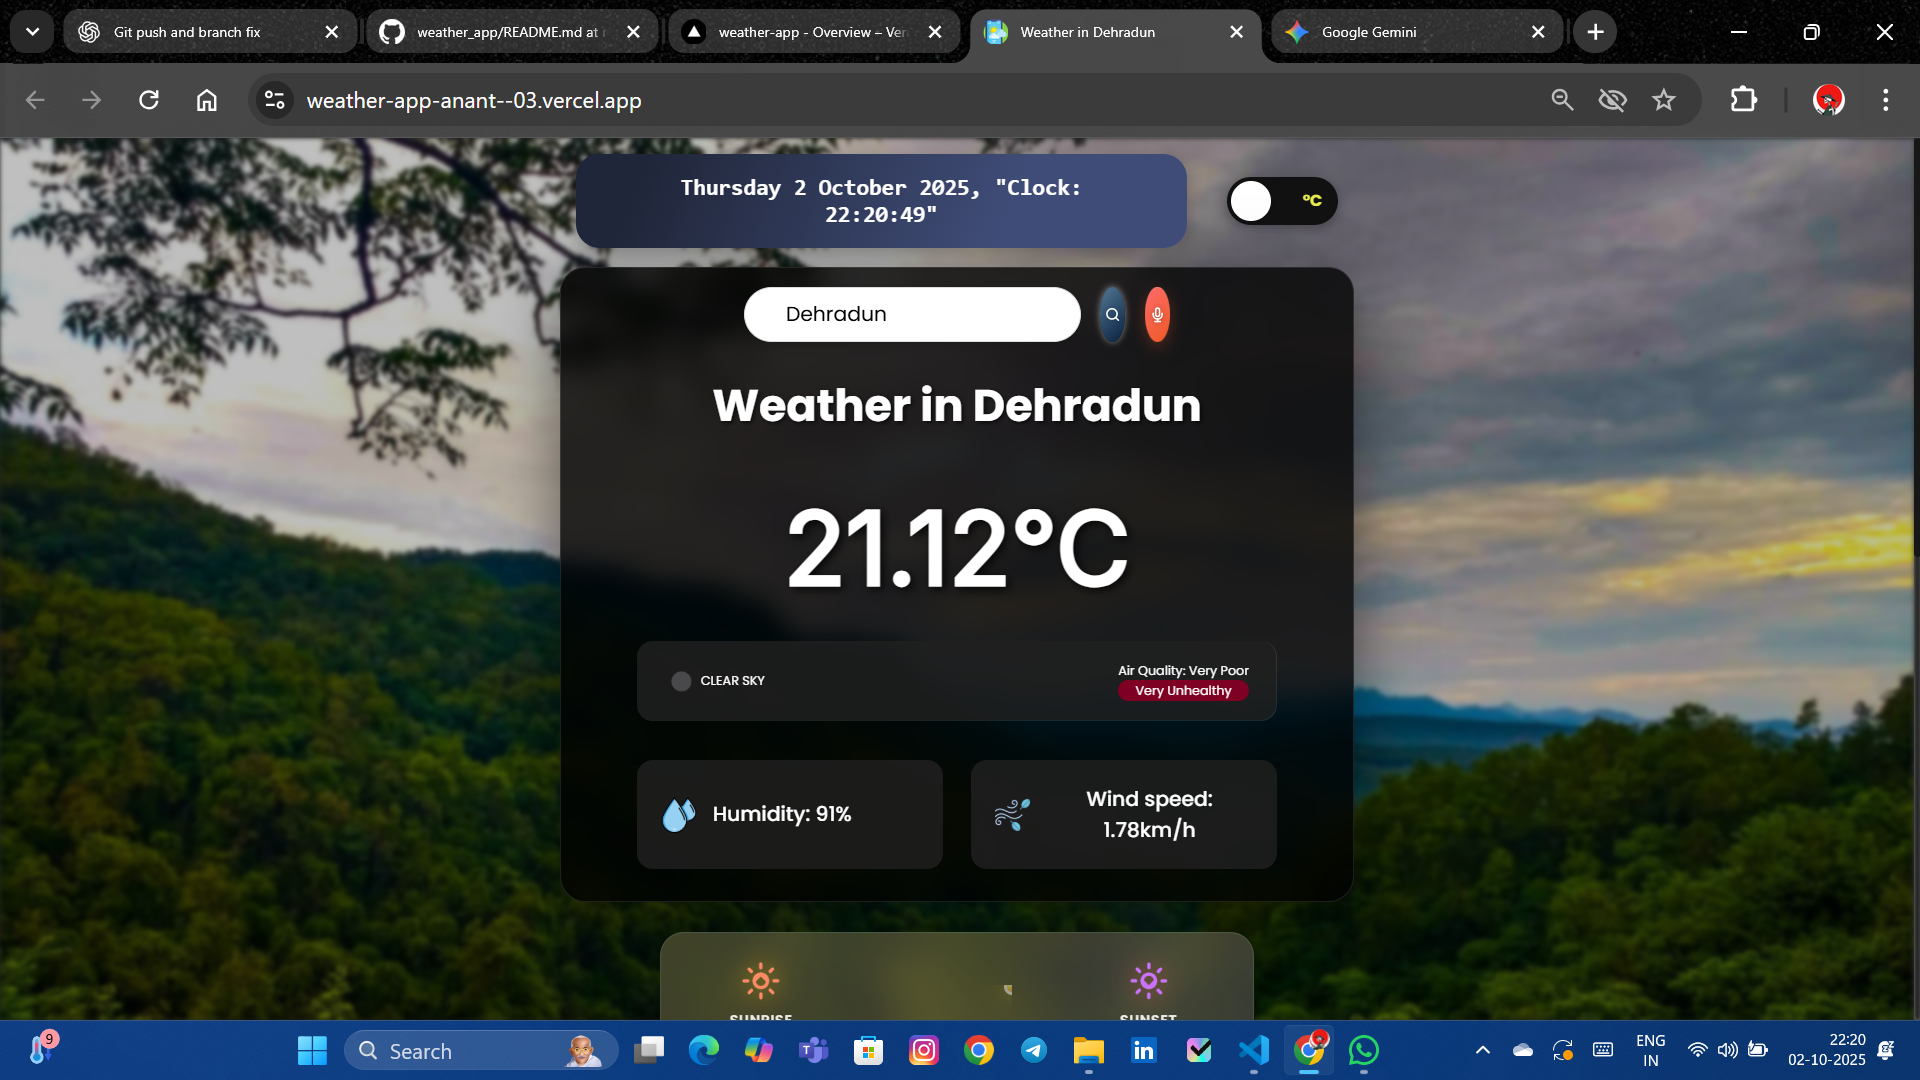 Git push and branch fix
weather_app/README.md at
weather-app - Overview – Ver
Weather in Dehradun
Google Gemini
weather-app-anant--03.vercel.app
Thursday 2 October 2025, "Clock:
22:20:49"
°C
Dehradun
Weather in Dehradun
21.12°C
CLEAR SKY
Air Quality: Very Poor
Very Unhealthy
Humidity: 91%
Wind speed:
1.78km/h
SUNRISE
SUNSET
9
Search
ENG
IN
22:20
02-10-2025